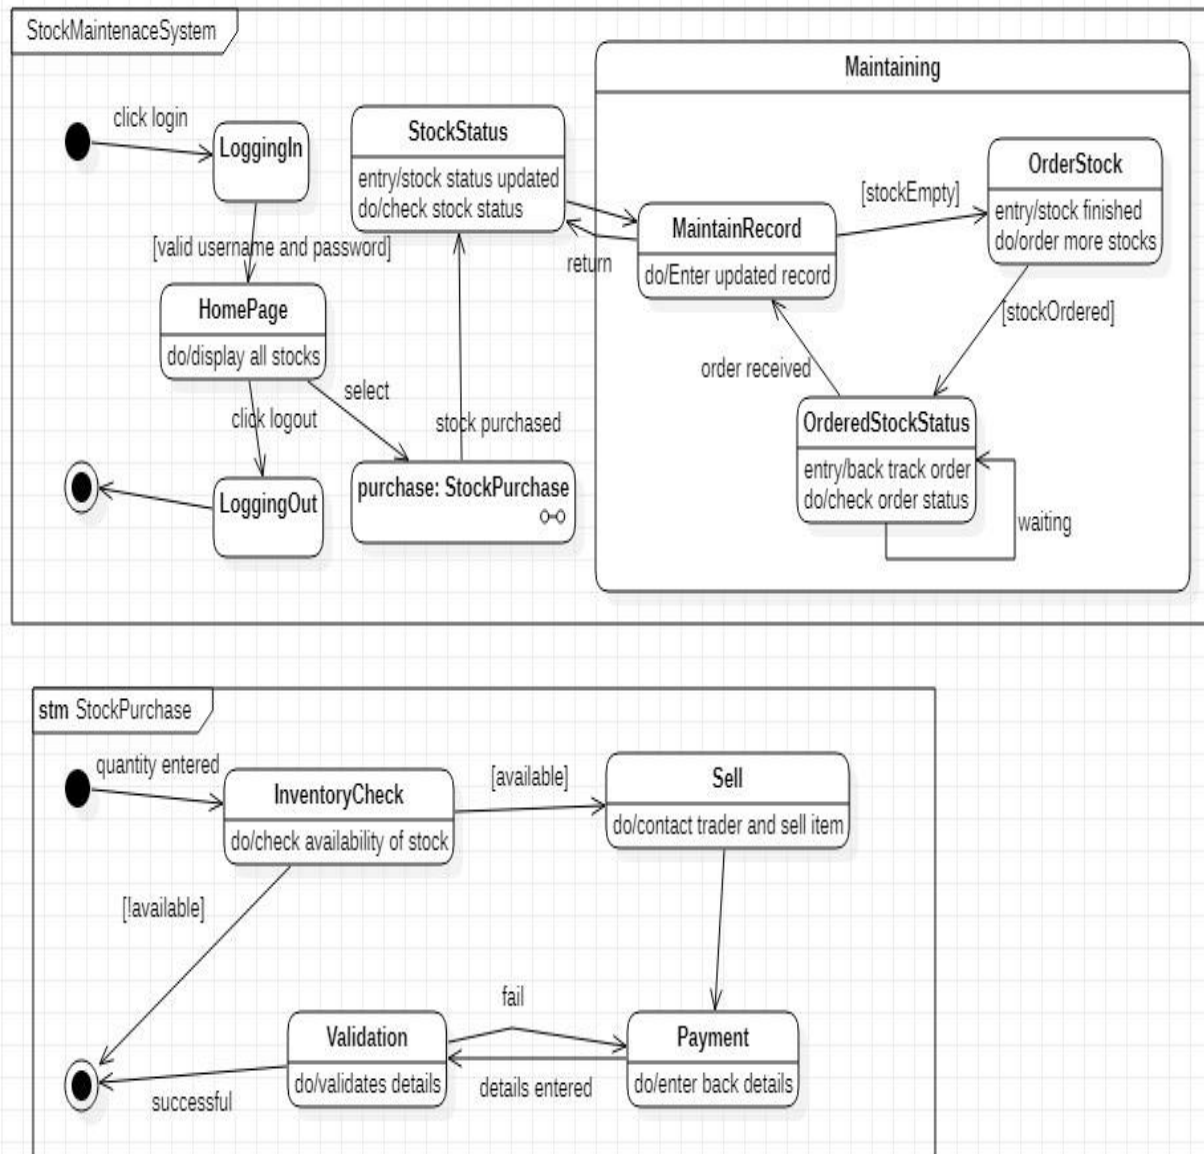 StockMaintenaceSystem
Maintaining
click login
LoggingIn
StockStatus
entry/stock status updated
do/check stock status
OrderStock
entry/stock finished
do/order more stocks
[stockEmpty]
MaintainRecord
do/Enter updated record
[valid username and password]
return
HomePage
do/display all stocks
[stockOrdered]
order received
select
click logout
stock purchased
OrderedStockStatus
entry/back track order
do/check order status
LoggingOut
purchase: StockPurchase
waiting
stm StockPurchase
quantity entered
InventoryCheck
do/check availability of stock
[available]
Sell
do/contact trader and sell item
[!available]
fail
Validation
do/validates details
Payment
do/enter back details
details entered
successful